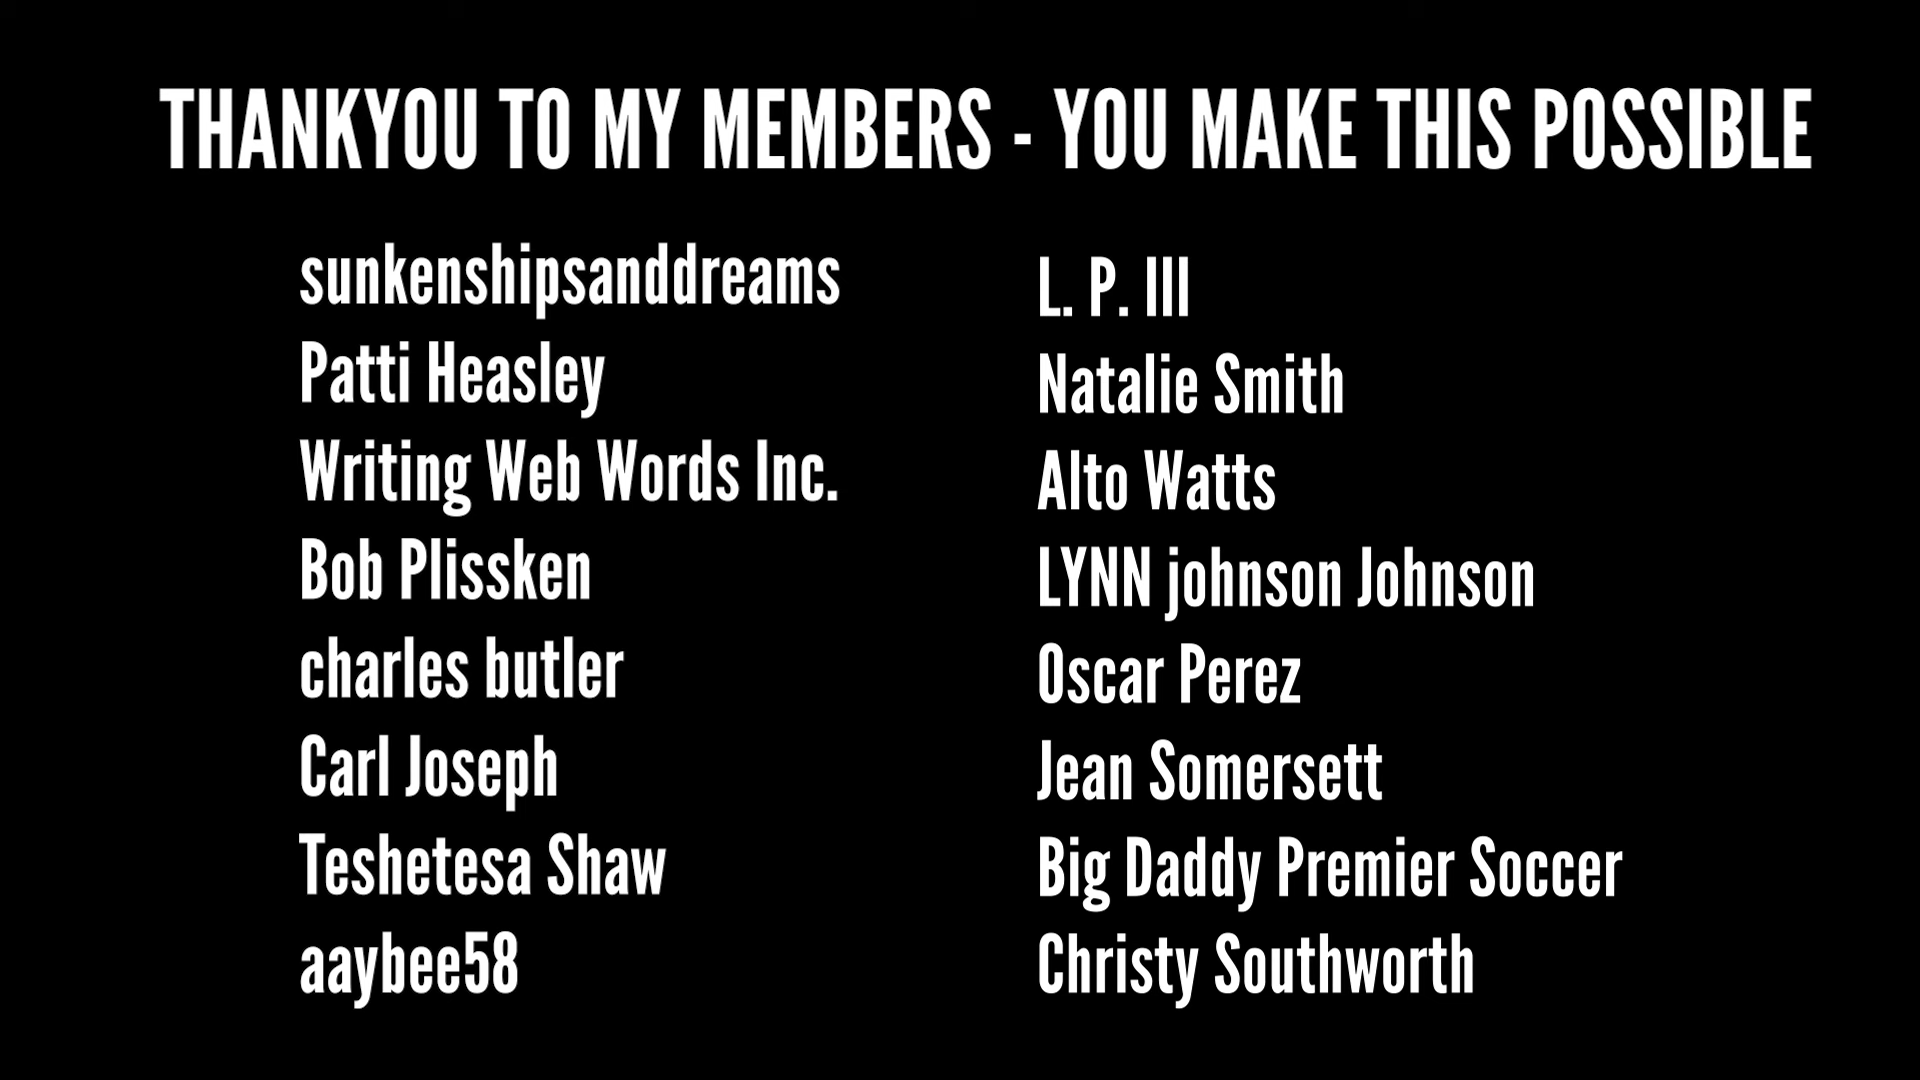 THANKYOU TO MY MEMBERS - YOU MAKE THIS POSSIBLE
sunkenshipsanddreams
Patti Heasley
Writing Web Words Inc.
Bob Plissken
charles butler
Carl Joseph
Teshetesa Shaw
aaybee58
L. P. III
Natalie Smith
Alto Watts
LYNN johnson Johnson
Oscar Perez
Jean Somersett
Big Daddy Premier Soccer
Christy Southworth